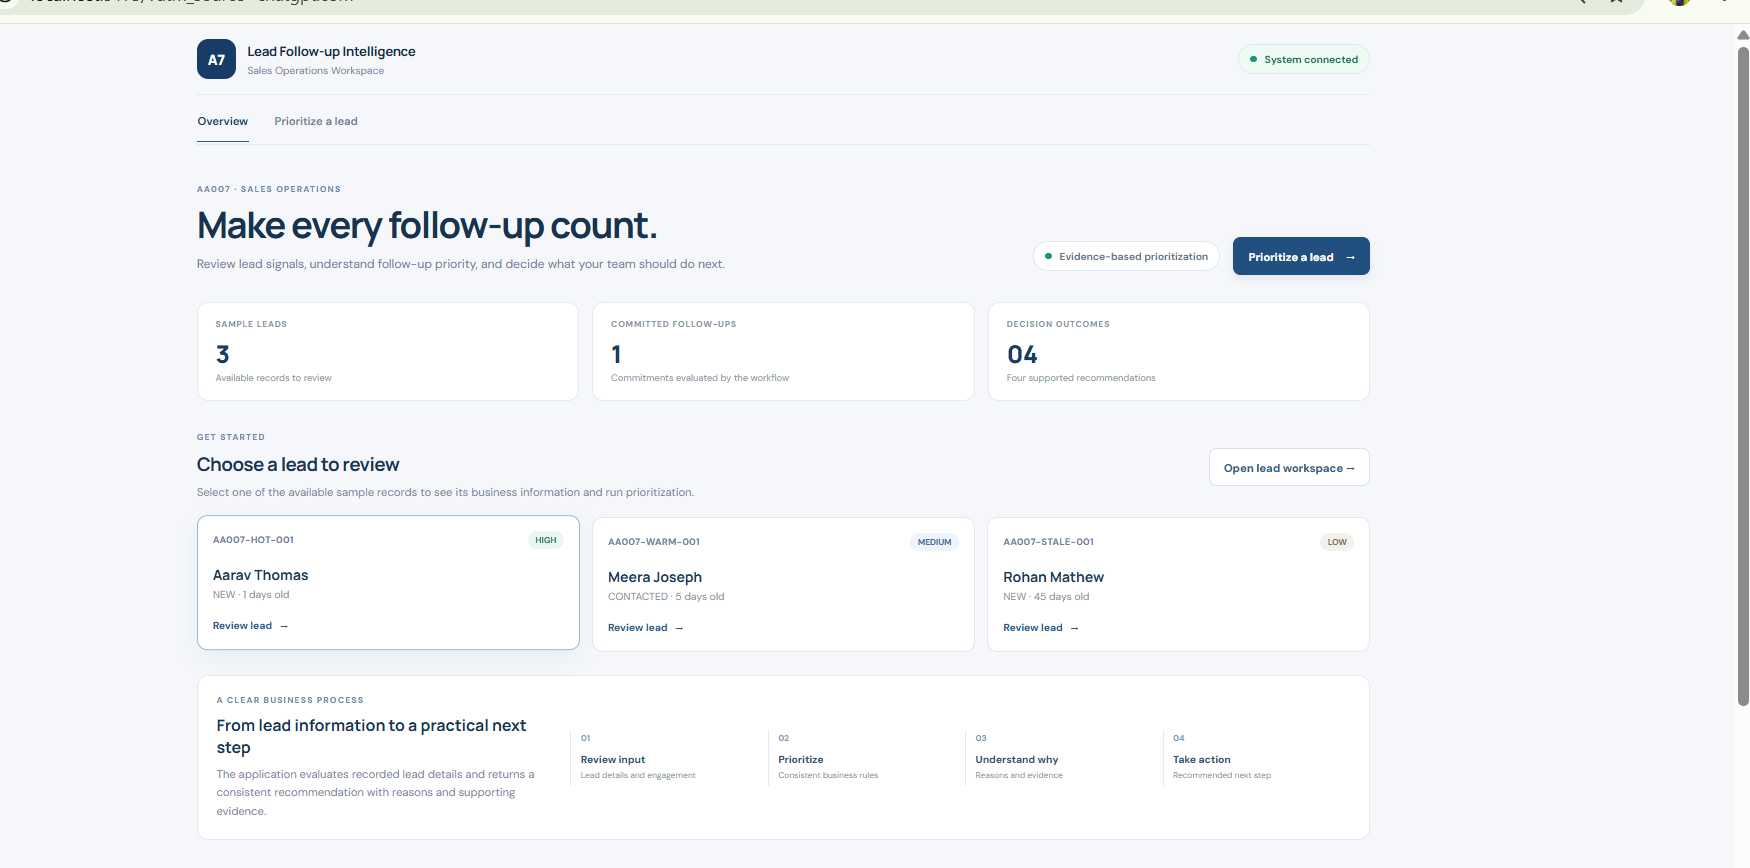 A7
Lead Follow-up Intelligence
Sales Operations Workspace
System connected
Overview
Prioritize a lead
AA007 · SALES OPERATIONS
Make every follow-up count.
Review lead signals, understand follow-up priority, and decide what your team should do next.
Evidence-based prioritization
Prioritize a lead →
SAMPLE LEADS
3
Available records to review
COMMITTED FOLLOW-UPS
1
Commitments evaluated by the workflow
DECISION OUTCOMES
04
Four supported recommendations
GET STARTED
Choose a lead to review
Select one of the available sample records to see its business information and run prioritization.
Open lead workspace →
AA007-HOT-001
HIGH
Aarav Thomas
NEW · 1 days old
Review lead →
AA007-WARM-001
MEDIUM
Meera Joseph
CONTACTED · 5 days old
Review lead →
AA007-STALE-001
LOW
Rohan Mathew
NEW · 45 days old
Review lead →
A CLEAR BUSINESS PROCESS
From lead information to a practical next
step
The application evaluates recorded lead details and returns a
consistent recommendation with reasons and supporting
evidence.
01
Review input
Lead details and engagement
02
Prioritize
Consistent business rules
03
Understand why
Reasons and evidence
04
Take action
Recommended next step